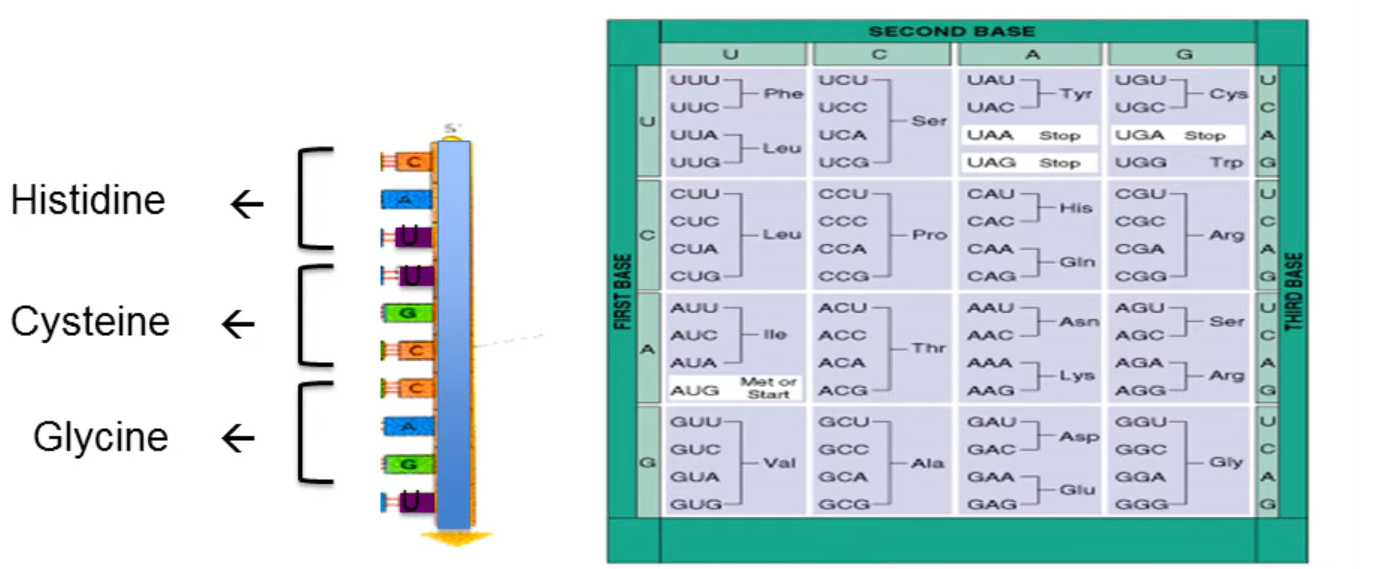 Histidine ←
Cysteine ←
Glycine ←
C
A
U
U
G
C
C
A
G
U
SECOND BASE
U C A G
FIRST BASE
THIRD BASE
U
UUU Phe UCU Ser UAU Tyr UGU Cys U
UUC UCC UAC UGC C
UUA Leu UCA UAA Stop UGA Stop A
UUG UCG UAG Stop UGG Trp G
C
CUU Leu CCU Pro CAU His CGU Arg U
CUC CCC CAC CGC C
CUA CCA CAA Gln CGA A
CUG CCG CAG CGG G
A
AUU Ile ACU Thr AAU Asn AGU Ser U
AUC ACC AAC AGC C
AUA ACA AAA Lys AGA Arg A
AUG Met or Start ACG AAG AGG G
G
GUU Val GCU Ala GAU Asp GGU Gly U
GUC GCC GAC GGC C
GUA GCA GAA Glu GGA A
GUG GCG GAG GGG G